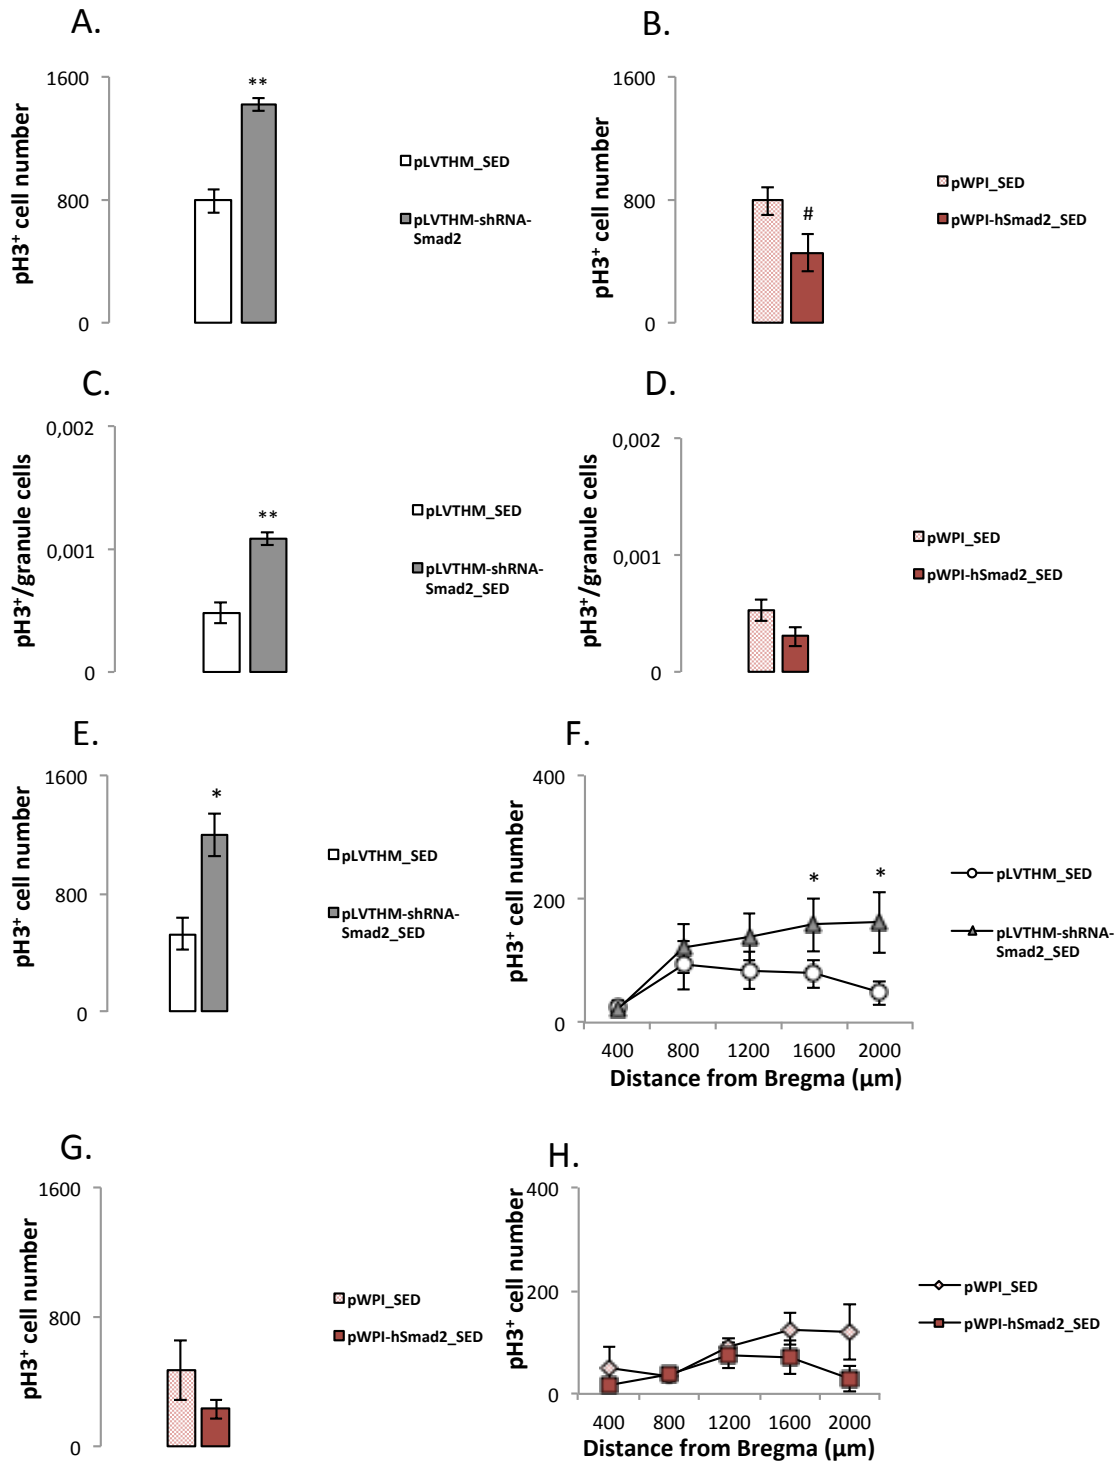 A.
1600
800
0
pH3⁺ cell number
**
pLVTHM_SED
pLVTHM-shRNA-
Smad2
B.
1600
800
0
pH3⁺ cell number
#
pWPI_SED
pWPI-hSmad2_SED
C.
0,002
0,001
0
pH3⁺/granule cells
**
pLVTHM_SED
pLVTHM-shRNA-
Smad2_SED
D.
0,002
0,001
0
pH3⁺/granule cells
pWPI_SED
pWPI-hSmad2_SED
E.
1600
800
0
pH3⁺ cell number
*
pLVTHM_SED
pLVTHM-shRNA-
Smad2_SED
F.
400
200
0
pH3⁺ cell number
* *
400 800 1200 1600 2000
Distance from Bregma (μm)
pLVTHM_SED
pLVTHM-shRNA-
Smad2_SED
G.
1600
800
0
pH3⁺ cell number
pWPI_SED
pWPI-hSmad2_SED
H.
400
200
0
pH3⁺ cell number
400 800 1200 1600 2000
Distance from Bregma (μm)
pWPI_SED
pWPI-hSmad2_SED